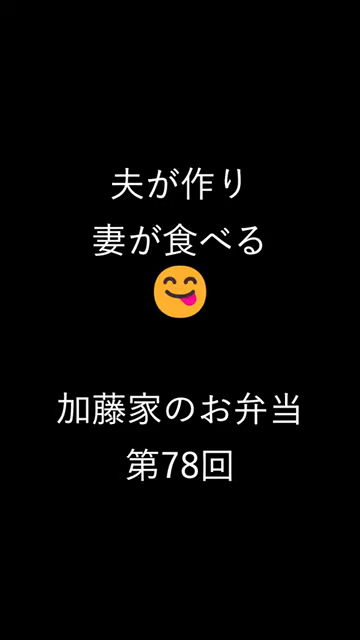 夫が作り
妻が食べる
😋
加藤家のお弁当
第78回